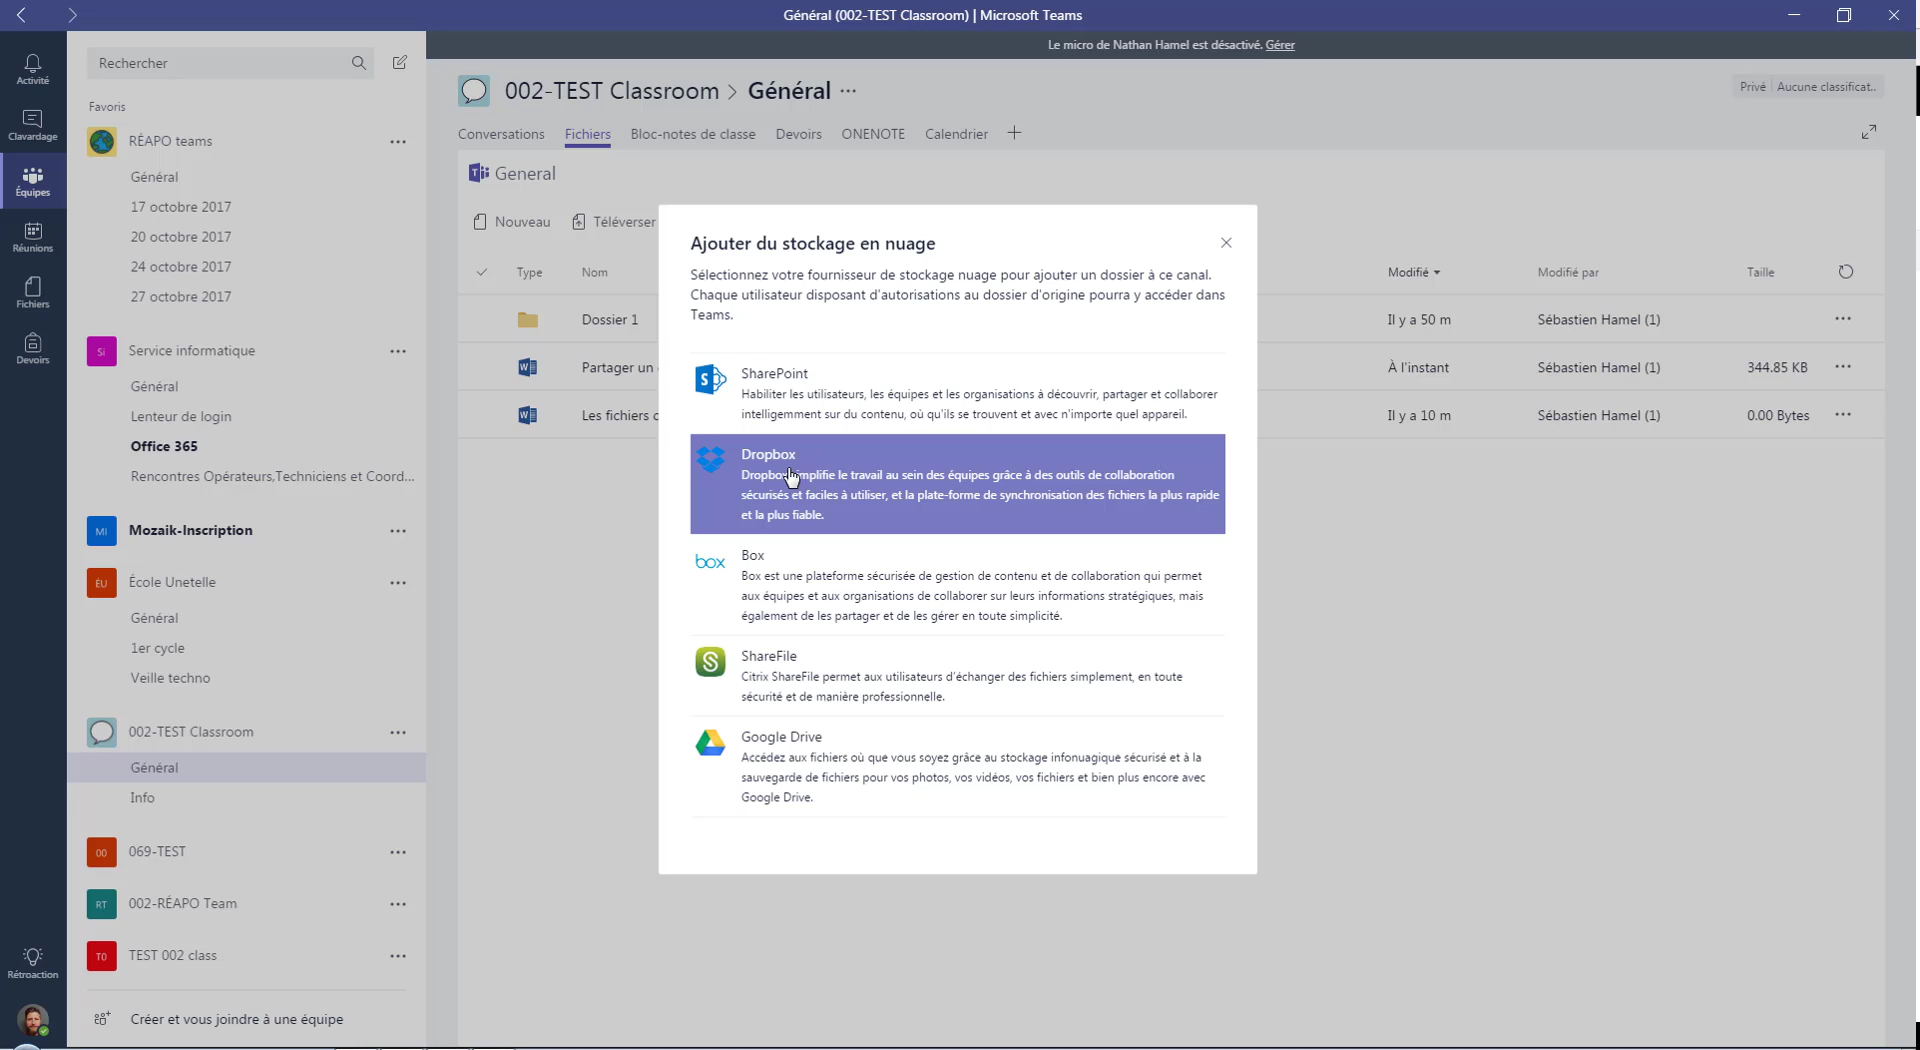 Général (002-TEST Classroom) | Microsoft Teams
Le micro de Nathan Hamel est désactivé. Gérer
Activité
Clavardage
Équipes
Réunions
Fichiers
Devoirs
Rétroaction
Rechercher
Favoris
RÉAPO teams
Général
17 octobre 2017
20 octobre 2017
24 octobre 2017
27 octobre 2017
Si
Service informatique
Général
Lenteur de login
Office 365
Rencontres Opérateurs,Techniciens et Coord...
MI
Mozaik-Inscription
ÉU
École Unetelle
Général
1er cycle
Veille techno
002-TEST Classroom
Général
Info
00
069-TEST
RT
002-RÉAPO Team
T0
TEST 002 class
Créer et vous joindre à une équipe
002-TEST Classroom > Général
Privé Aucune classificat..
Conversations Fichiers Bloc-notes de classe Devoirs ONENOTE Calendrier
General
Nouveau Téléverser
Type Nom Modifié Modifié par Taille
Dossier 1 Il y a 50 m Sébastien Hamel (1)
Partager un À l'instant Sébastien Hamel (1) 344.85 KB
Les fichiers Il y a 10 m Sébastien Hamel (1) 0.00 Bytes
Ajouter du stockage en nuage
Sélectionnez votre fournisseur de stockage nuage pour ajouter un dossier à ce canal.
Chaque utilisateur disposant d'autorisations au dossier d'origine pourra y accéder dans
Teams.
SharePoint
Habiliter les utilisateurs, les équipes et les organisations à découvrir, partager et collaborer
intelligemment sur du contenu, où qu'ils se trouvent et avec n'importe quel appareil.
Dropbox
le travail au sein des équipes grâce à des outils de collaboration
sécurisés et faciles à utiliser, et la plate-forme de synchronisation des fichiers la plus rapide
et la plus fiable.
box
Box
Box est une plateforme sécurisée de gestion de contenu et de collaboration qui permet
aux équipes et aux organisations de collaborer sur leurs informations stratégiques, mais
également de les partager et de les gérer en toute simplicité.
ShareFile
Citrix ShareFile permet aux utilisateurs d'échanger des fichiers simplement, en toute
sécurité et de manière professionnelle.
Google Drive
Accédez aux fichiers où que vous soyez grâce au stockage infonuagique sécurisé et à la
sauvegarde de fichiers pour vos photos, vos vidéos, vos fichiers et bien plus encore avec
Google Drive.